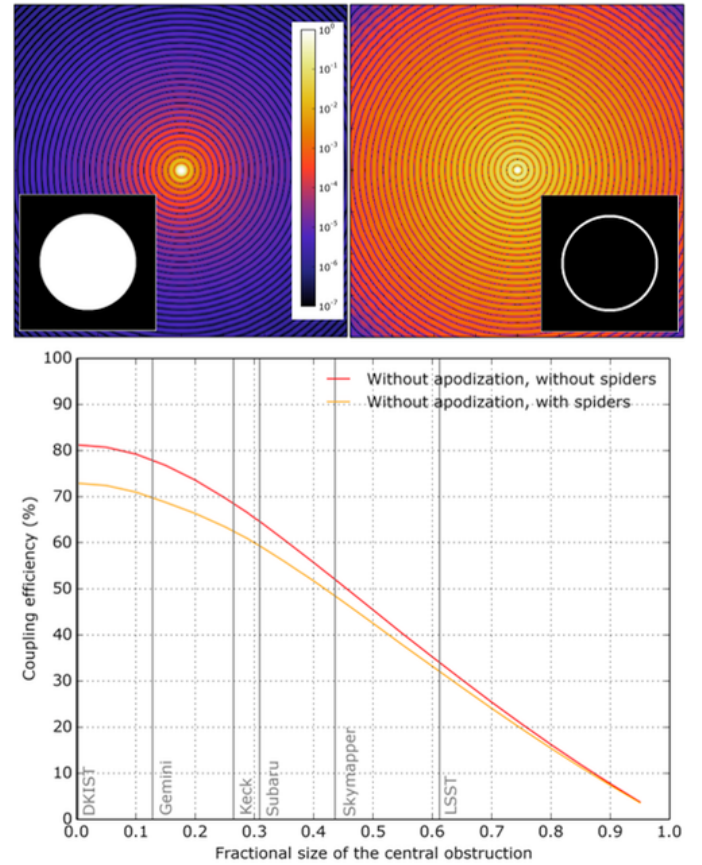 10^0
10^-1
10^-2
10^-3
10^-4
10^-5
10^-6
10^-7
Without apodization, without spiders
Without apodization, with spiders
Coupling efficiency (%)
100
90
80
70
60
50
40
30
20
10
0
DKIST
Gemini
Keck
Subaru
Skymapper
LSST
0.0 0.1 0.2 0.3 0.4 0.5 0.6 0.7 0.8 0.9 1.0
Fractional size of the central obstruction